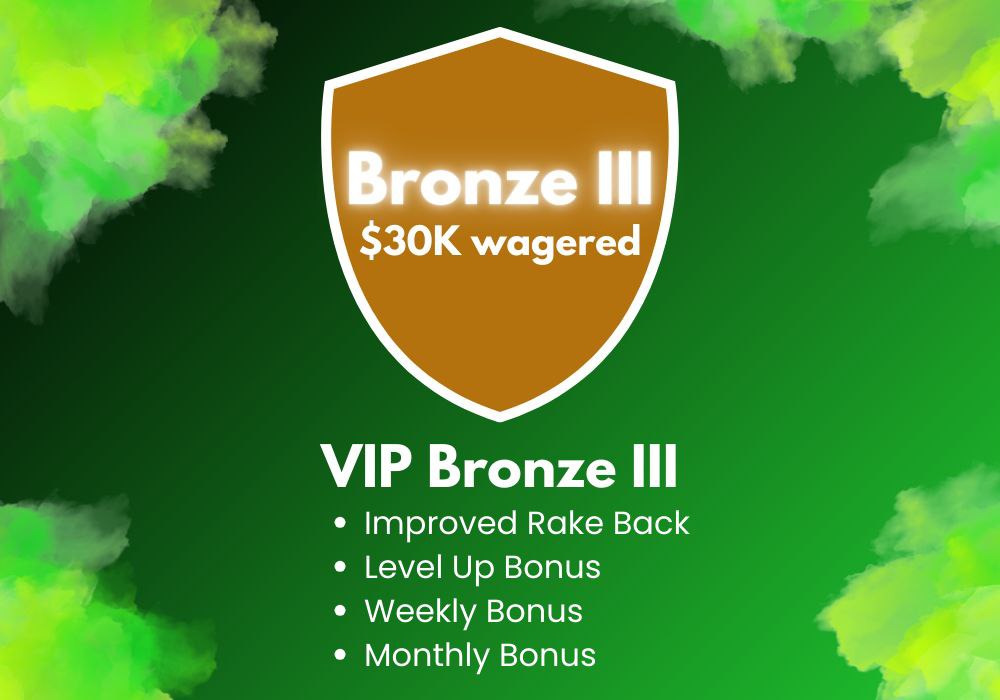 Bronze III
$30K wagered
VIP Bronze III
• Improved Rake Back
• Level Up Bonus
• Weekly Bonus
• Monthly Bonus